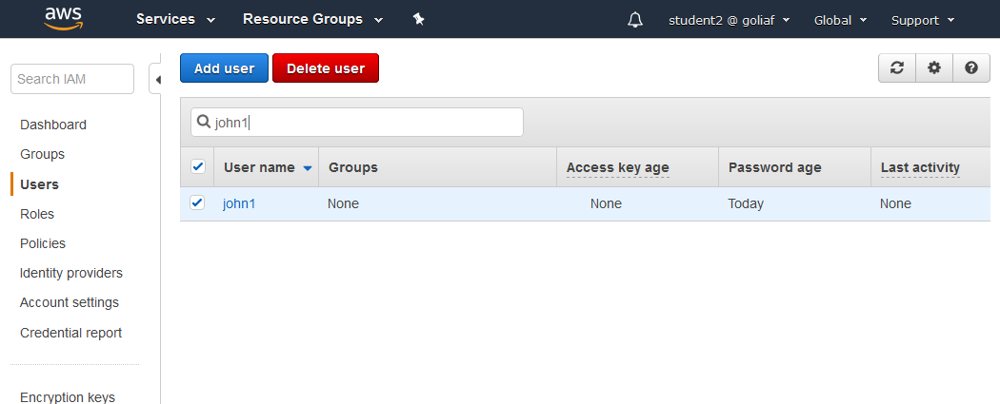 aws Services Resource Groups student2 @ goliaf Global Support
Search IAM
Add user Delete user
john1
Dashboard
Groups
Users
Roles
Policies
Identity providers
Account settings
Credential report
Encryption keys
User name Groups Access key age Password age Last activity
john1 None None Today None